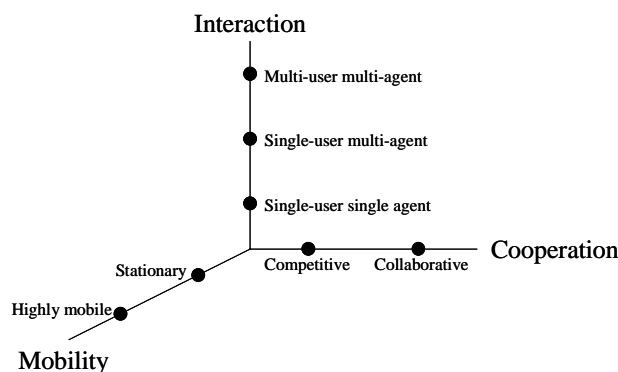 Interaction
Multi-user multi-agent
Single-user multi-agent
Single-user single agent
Cooperation
Competitive
Collaborative
Stationary
Highly mobile
Mobility